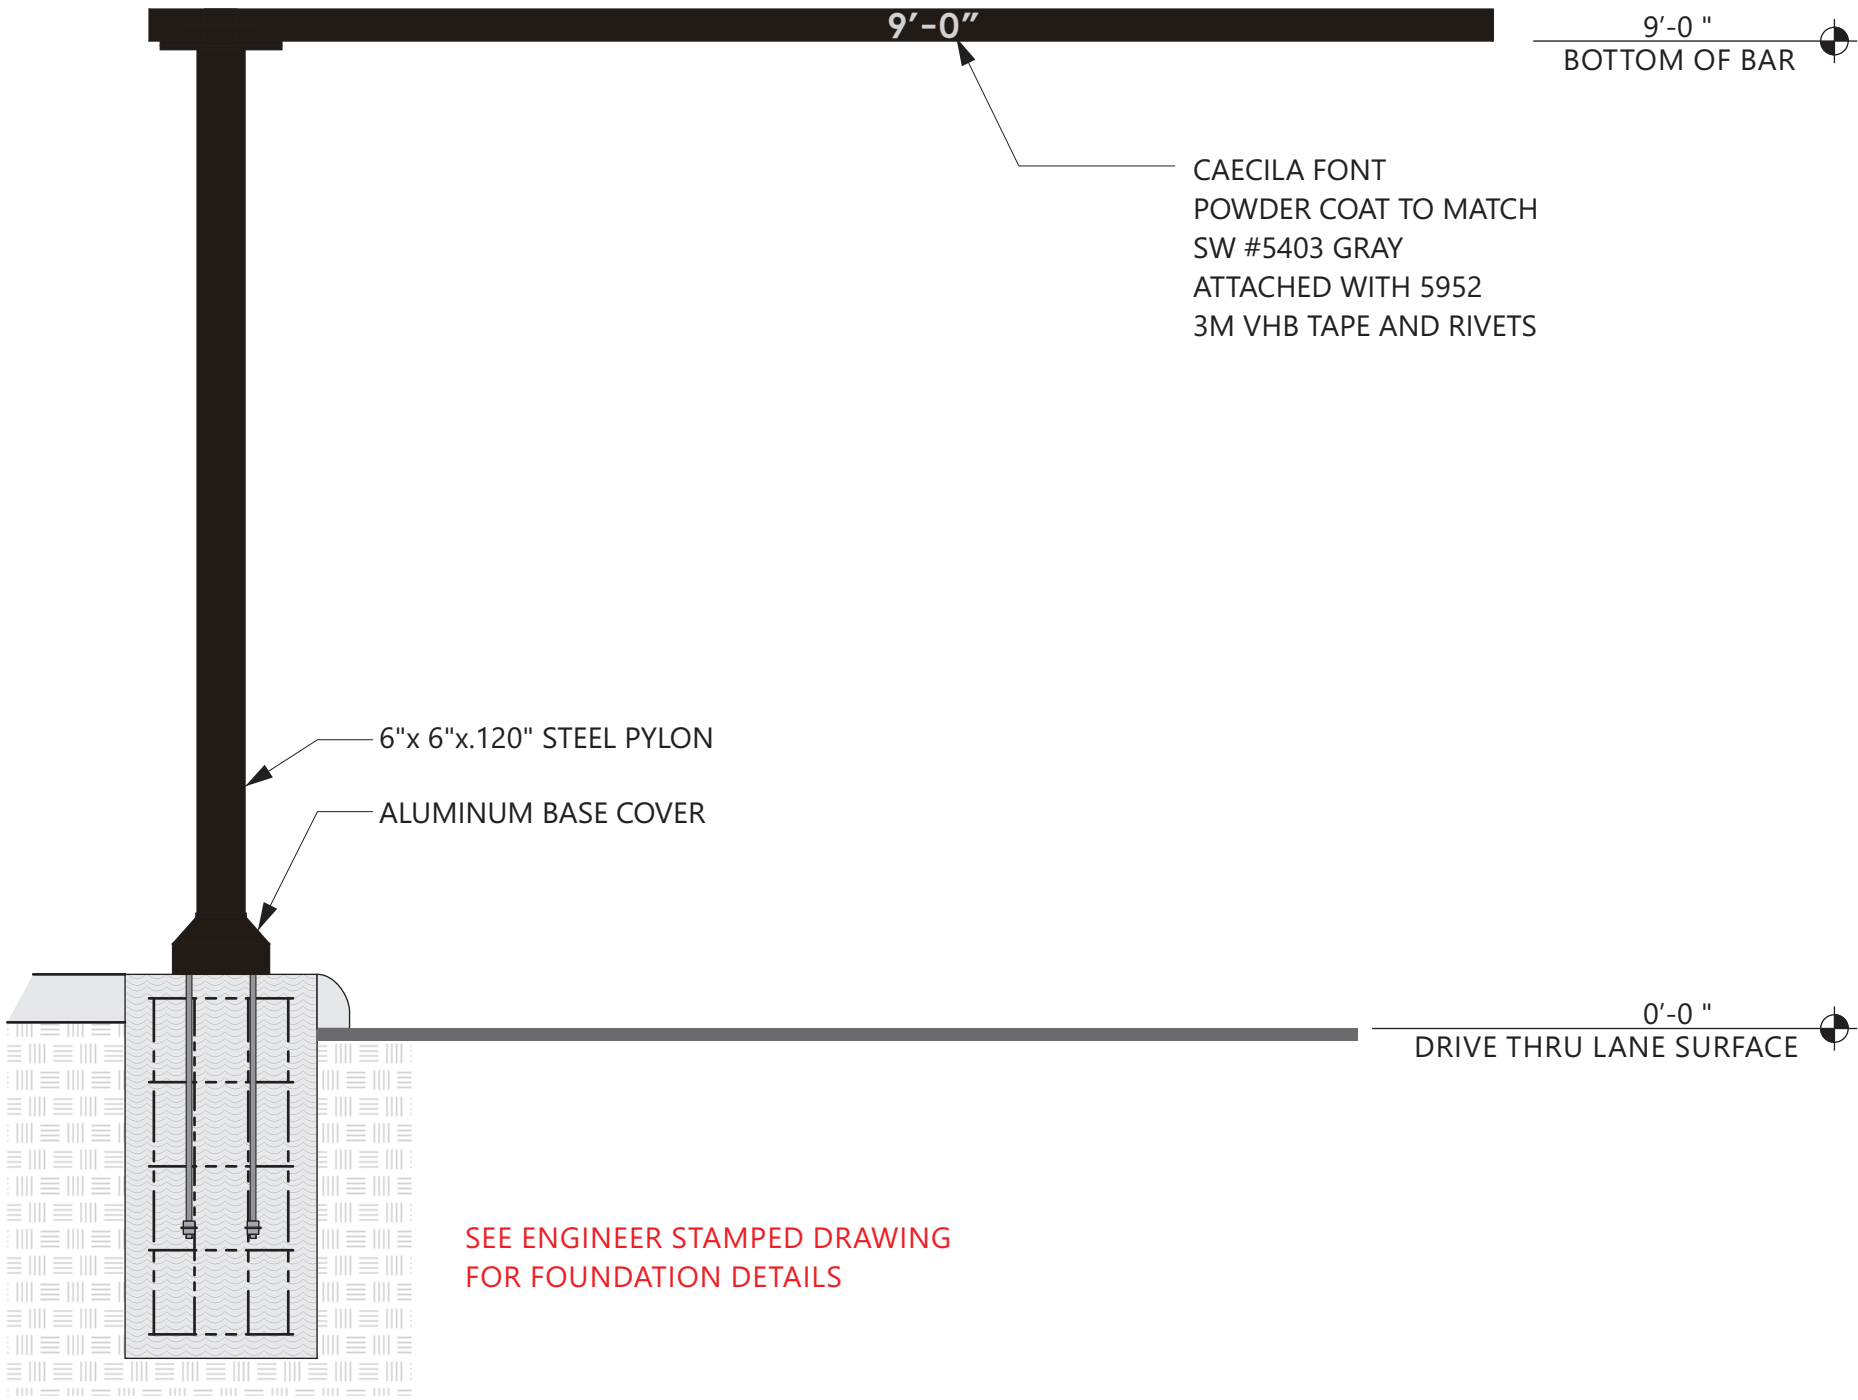 9’-0”
9’-0 "
BOTTOM OF BAR
CAECILA FONT
POWDER COAT TO MATCH
SW #5403 GRAY
ATTACHED WITH 5952
3M VHB TAPE AND RIVETS
6"x 6"x.120" STEEL PYLON
ALUMINUM BASE COVER
0’-0 "
DRIVE THRU LANE SURFACE
SEE ENGINEER STAMPED DRAWING
FOR FOUNDATION DETAILS